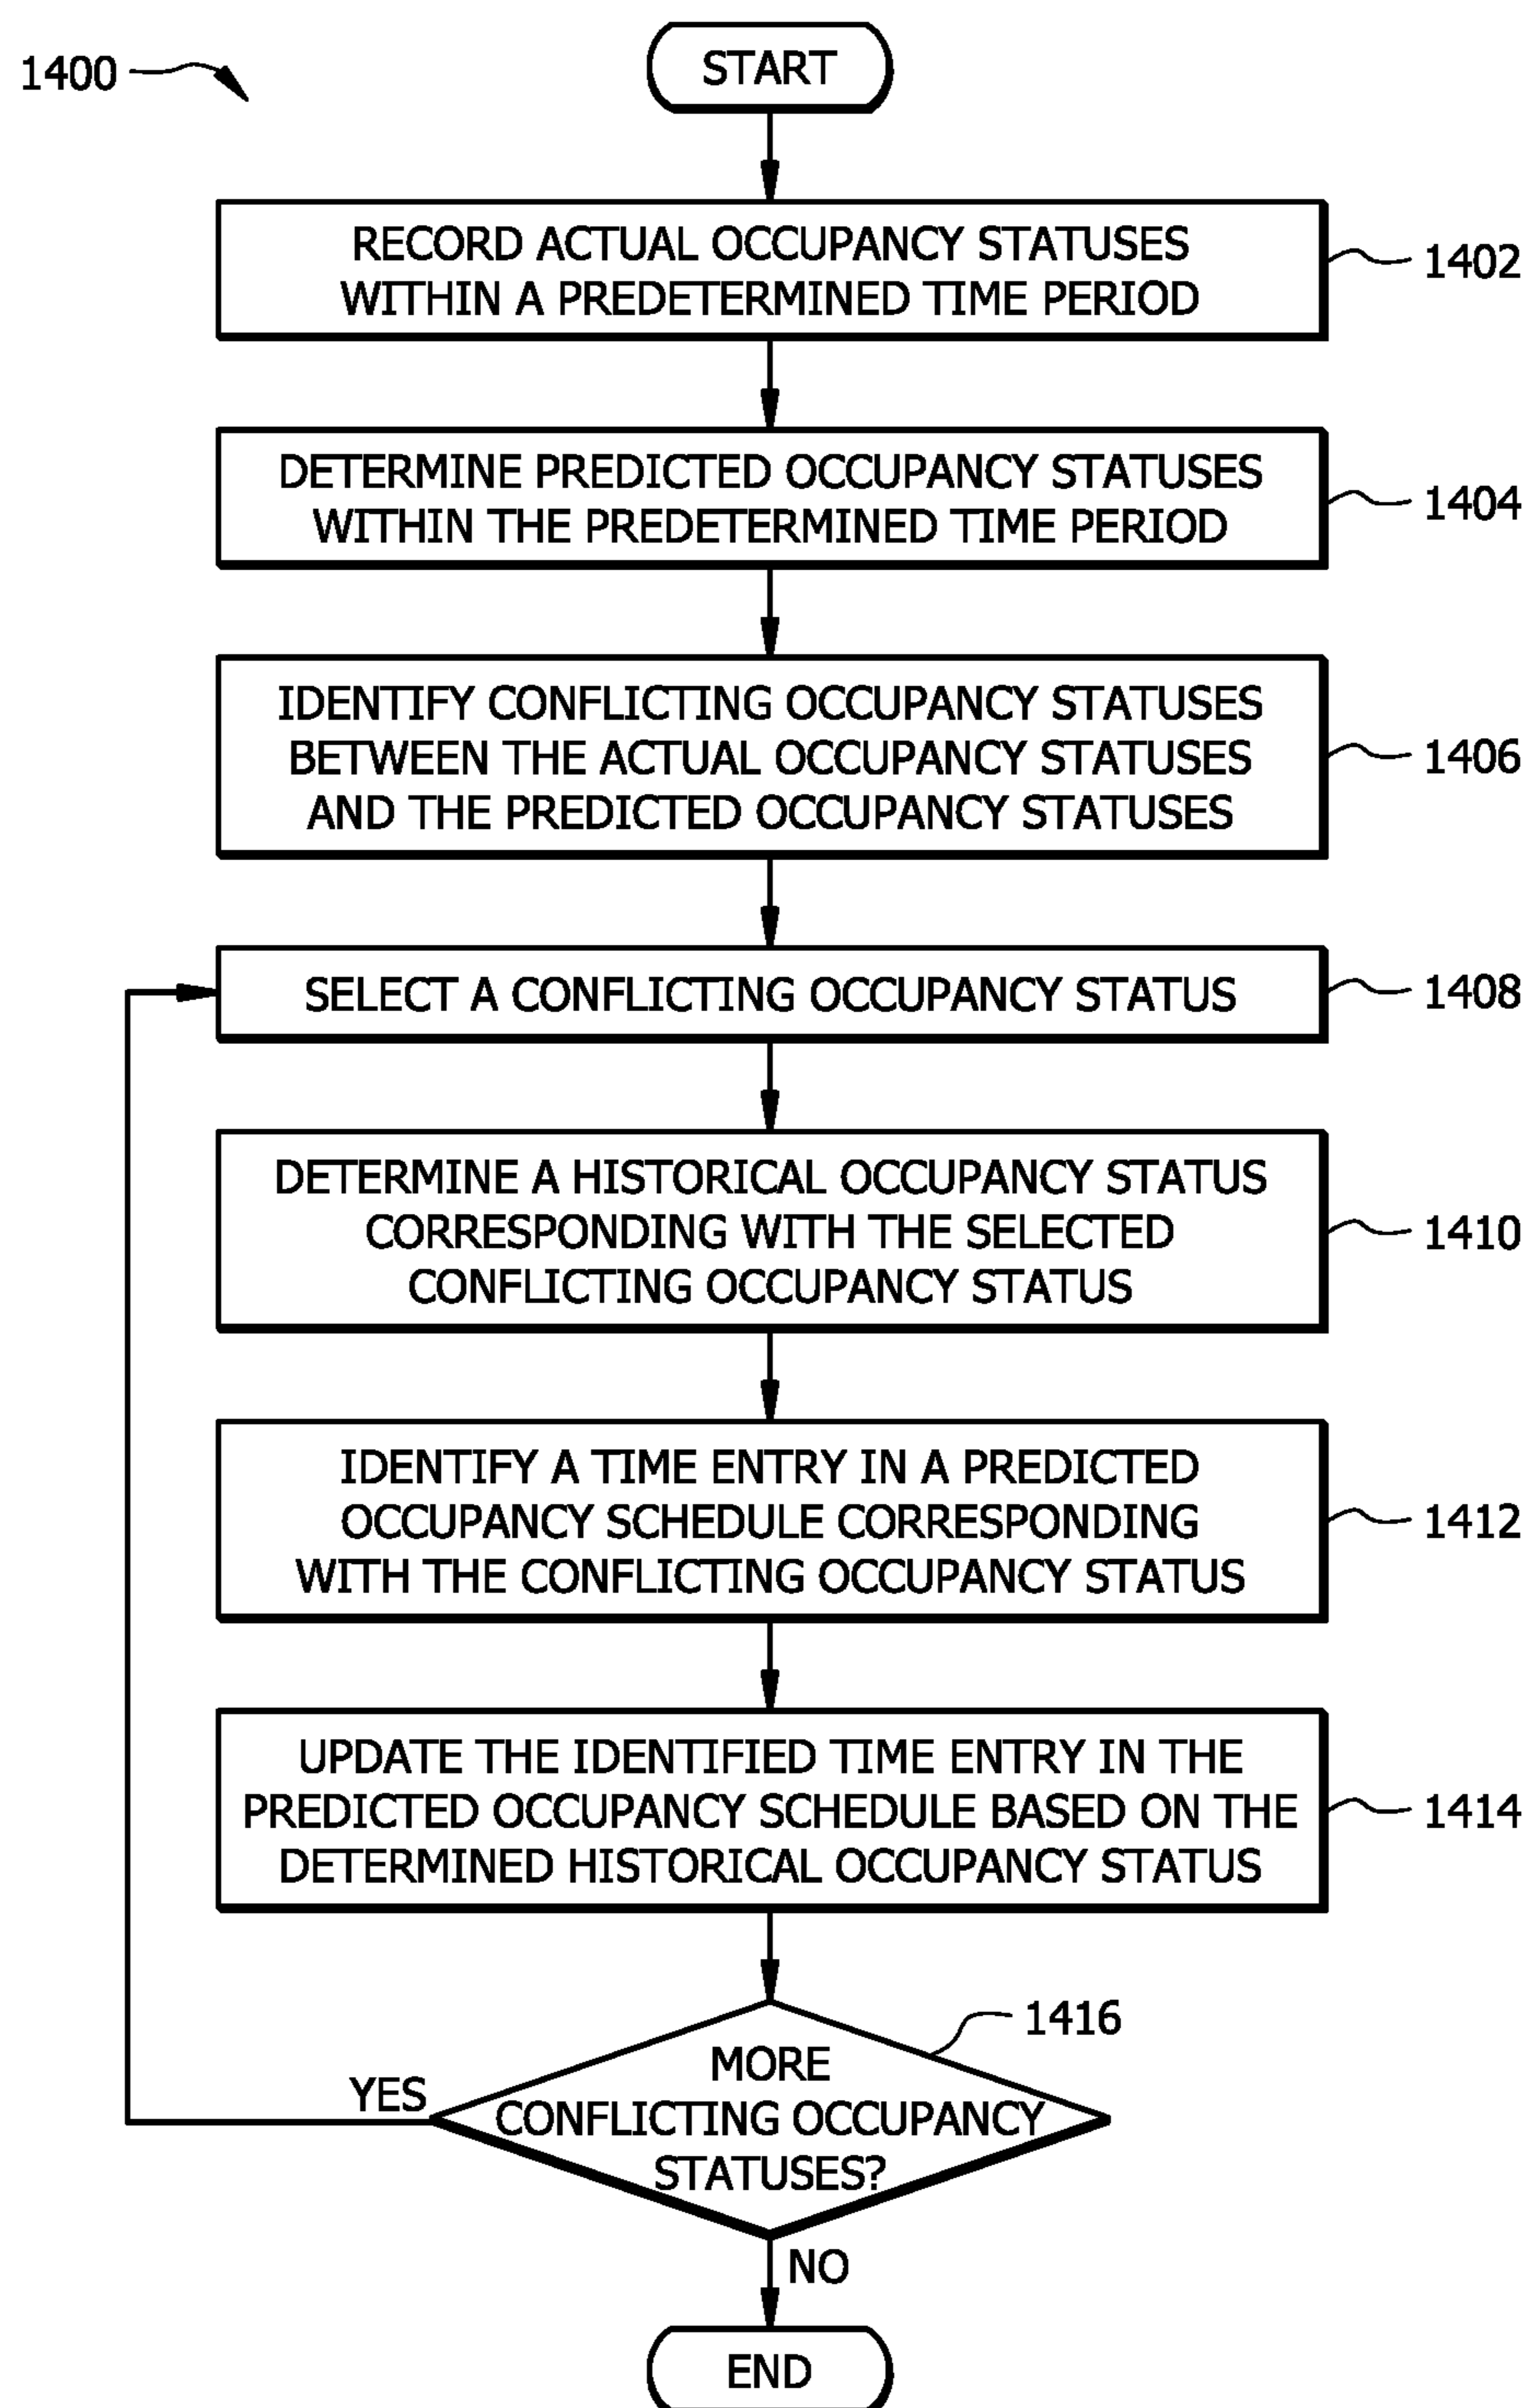 1400
START
RECORD ACTUAL OCCUPANCY STATUSES
WITHIN A PREDETERMINED TIME PERIOD
1402
DETERMINE PREDICTED OCCUPANCY STATUSES
WITHIN THE PREDETERMINED TIME PERIOD
1404
IDENTIFY CONFLICTING OCCUPANCY STATUSES
BETWEEN THE ACTUAL OCCUPANCY STATUSES
AND THE PREDICTED OCCUPANCY STATUSES
1406
SELECT A CONFLICTING OCCUPANCY STATUS
1408
DETERMINE A HISTORICAL OCCUPANCY STATUS
CORRESPONDING WITH THE SELECTED
CONFLICTING OCCUPANCY STATUS
1410
IDENTIFY A TIME ENTRY IN A PREDICTED
OCCUPANCY SCHEDULE CORRESPONDING
WITH THE CONFLICTING OCCUPANCY STATUS
1412
UPDATE THE IDENTIFIED TIME ENTRY IN THE
PREDICTED OCCUPANCY SCHEDULE BASED ON THE
DETERMINED HISTORICAL OCCUPANCY STATUS
1414
1416
MORE
CONFLICTING OCCUPANCY
STATUSES?
YES
NO
END